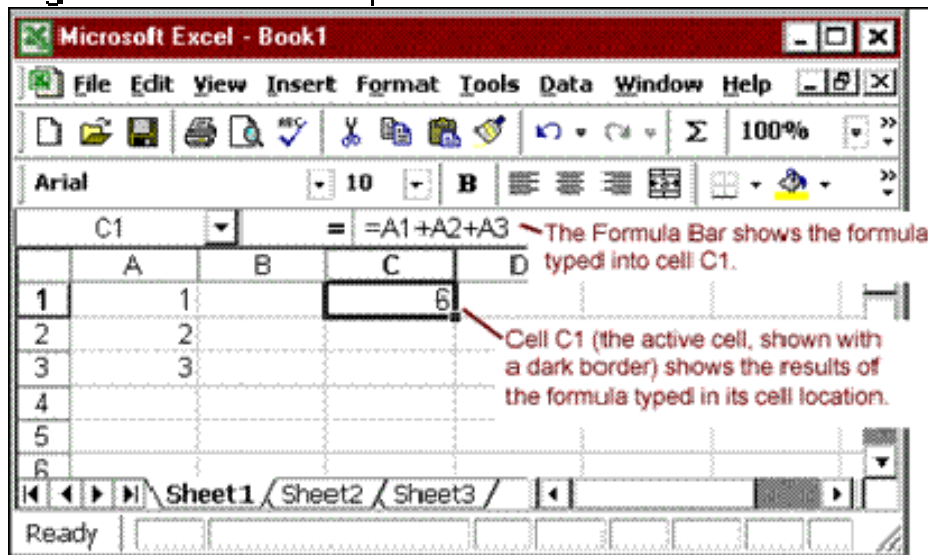 Microsoft Excel - Book1
File Edit View Insert Format Tools Data Window Help
ABC Σ 100% »
Arial 10 B »
C1 = =A1+A2+A3
The Formula Bar shows the formula
typed into cell C1.
A B C D
1 1 6
2 2
3 3
Cell C1 (the active cell, shown with
a dark border) shows the results of
the formula typed in its cell location.
4
5
6
Sheet1 Sheet2 Sheet3
Ready